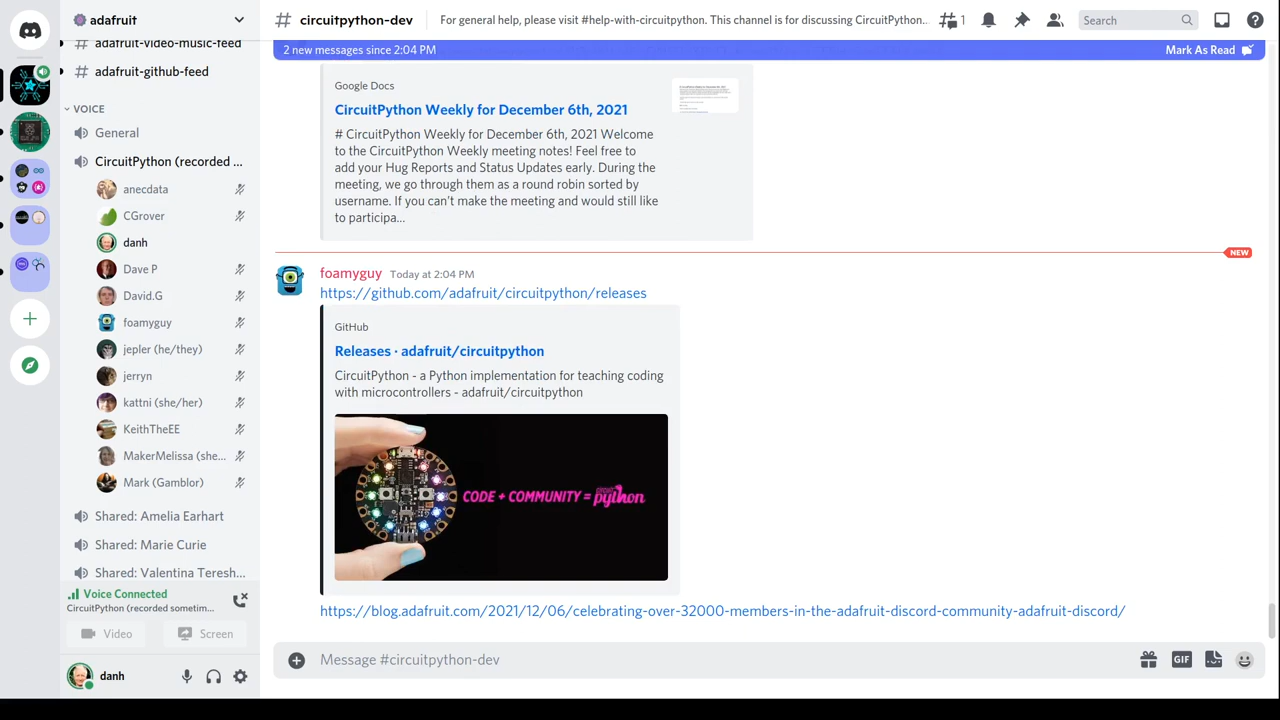 adafruit
# adafruit-video-music-feed
# adafruit-github-feed
VOICE
General
CircuitPython (recorded ...
anecdata
CGrover
danh
Dave P
David.G
foamyguy
jepler (he/they)
jerryn
kattni (she/her)
KeithTheEE
MakerMelissa (she...
Mark (Gamblor)
Shared: Amelia Earhart
Shared: Marie Curie
Shared: Valentina Teresh...
Voice Connected
CircuitPython (recorded sometim...
Video
Screen
danh
# circuitpython-dev
For general help, please visit #help-with-circuitpython. This channel is for discussing CircuitPython...
1
Search
2 new messages since 2:04 PM
Mark As Read
Google Docs
CircuitPython Weekly for December 6th, 2021
# CircuitPython Weekly for December 6th, 2021 Welcome
to the CircuitPython Weekly meeting notes! Feel free to
add your Hug Reports and Status Updates early. During the
meeting, we go through them as a round robin sorted by
username. If you can't make the meeting and would still like
to participa...
NEW
foamyguy Today at 2:04 PM
https://github.com/adafruit/circuitpython/releases
GitHub
Releases · adafruit/circuitpython
CircuitPython - a Python implementation for teaching coding
with microcontrollers - adafruit/circuitpython
CODE + COMMUNITY = circuit python
https://blog.adafruit.com/2021/12/06/celebrating-over-32000-members-in-the-adafruit-discord-community-adafruit-discord/
Message #circuitpython-dev
GIF